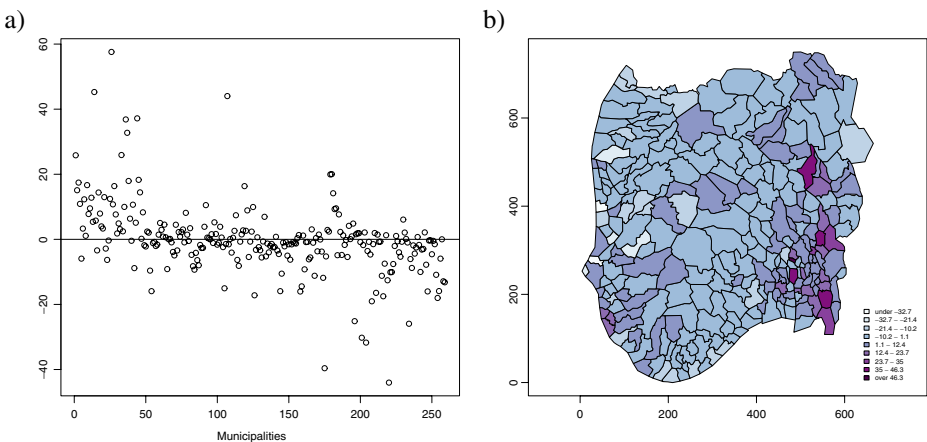 a)
b)
60
40
20
0
−20
−40
0
50
100
150
200
250
Municipalities
600
400
200
0
0
200
400
600
under −32.7
−32.7 − −21.4
−21.4 − −10.2
−10.2 − 1.1
1.1 − 12.4
12.4 − 23.7
23.7 − 35
35 − 46.3
over 46.3